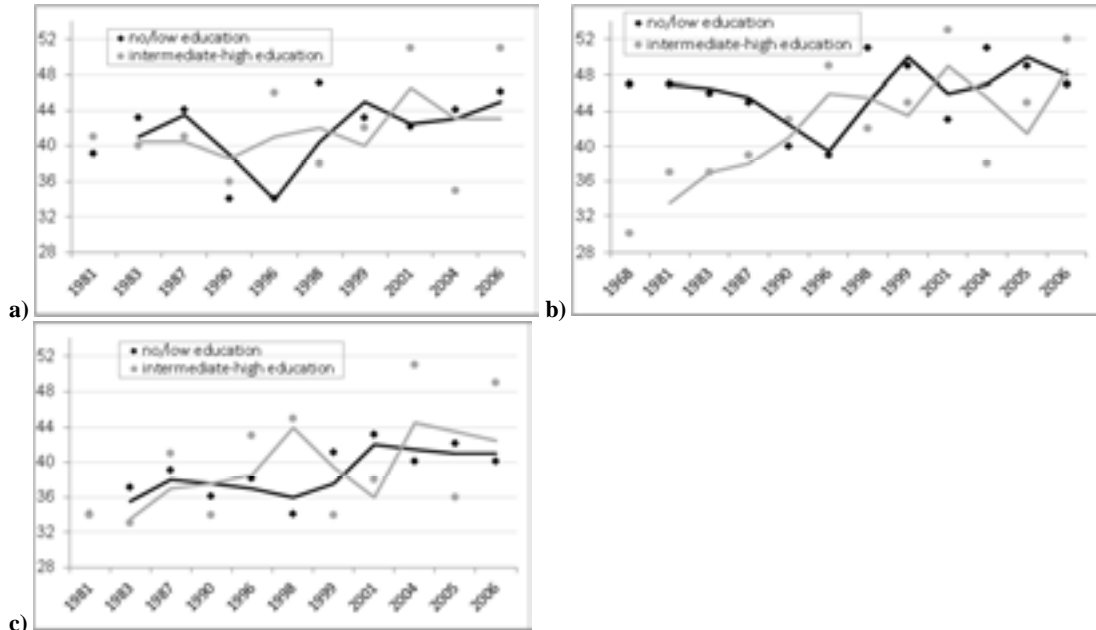 52
48
44
40
36
32
28
no/low education
intermediate-high education
1981 1983 1987 1990 1996 1998 1999 2001 2004 2006
a)
52
48
44
40
36
32
28
no/low education
intermediate-high education
1968 1981 1983 1987 1990 1996 1998 1999 2001 2004 2005 2006
b)
52
48
44
40
36
32
28
no/low education
intermediate-high education
1981 1983 1987 1990 1996 1998 1999 2001 2004 2005 2006
c)